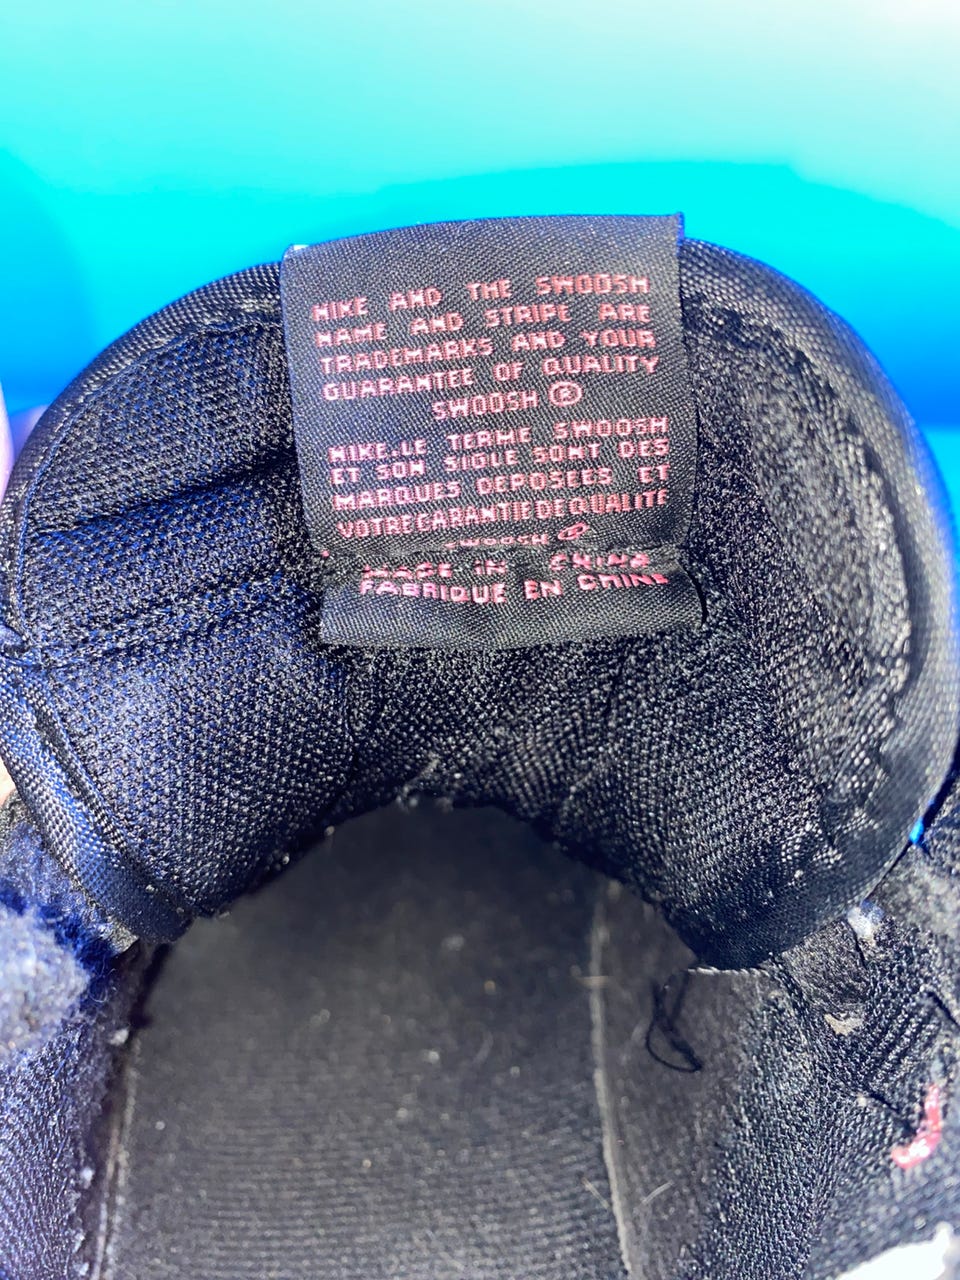 NIKE AND THE SWOOSH
NAME AND STRIPE ARE
TRADEMARKS AND YOUR
GUARANTEE OF QUALITY
SWOOSH ®
NIKE-LE TERME SWOOSH
ET SON SIGLE SONT DES
MARQUES DEPOSEES ET
VOTRE GARANTIE DE QUALITE
SWOOSH ®
MADE IN CHINA
FABRIQUE EN CHINE